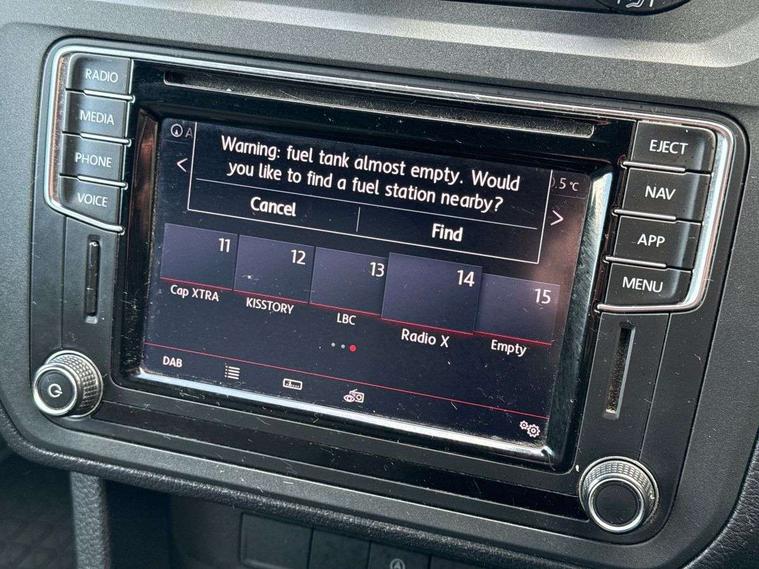 RADIO
MEDIA
PHONE
VOICE
EJECT
NAV
APP
MENU
A
.5 °C
Warning: fuel tank almost empty. Would
you like to find a fuel station nearby?
Cancel
Find
11
12
13
14
15
Cap XTRA
KISSTORY
LBC
Radio X
Empty
DAB